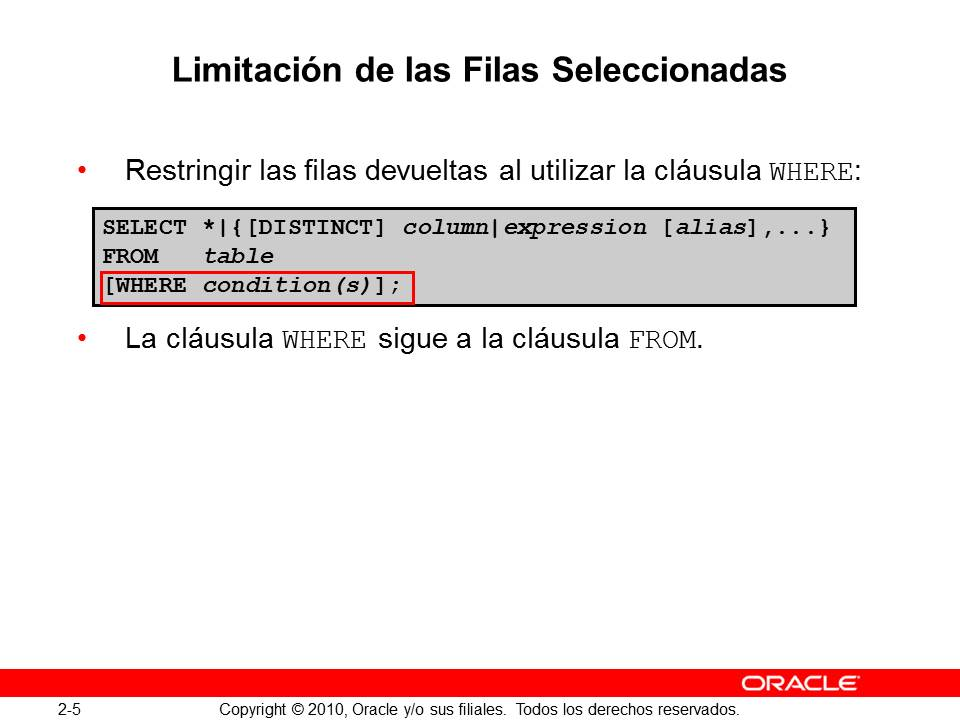 Limitación de las Filas Seleccionadas
• Restringir las filas devueltas al utilizar la cláusula WHERE:
SELECT *|{[DISTINCT] column|expression [alias],...}
FROM   table
[WHERE condition(s)];
• La cláusula WHERE sigue a la cláusula FROM.
ORACLE
2-5 Copyright © 2010, Oracle y/o sus filiales. Todos los derechos reservados.